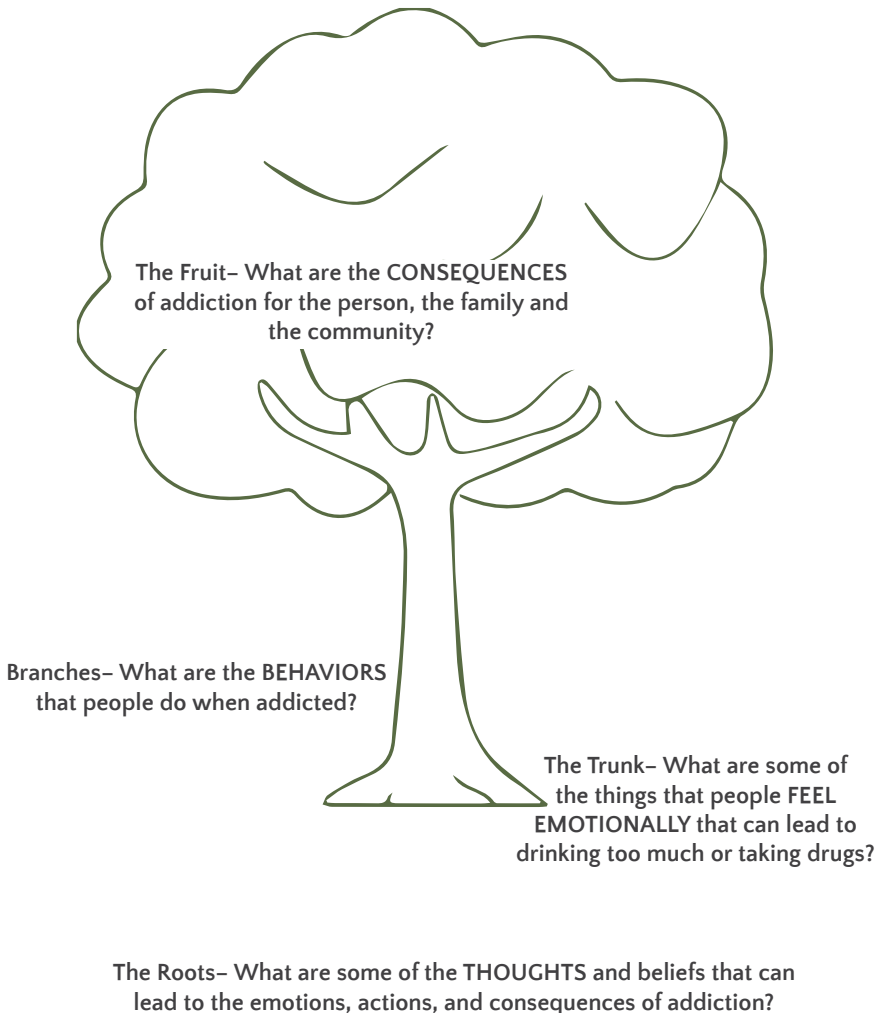 The Fruit– What are the CONSEQUENCES
of addiction for the person, the family and
the community?
Branches– What are the BEHAVIORS
that people do when addicted?
The Trunk– What are some of
the things that people FEEL
EMOTIONALLY that can lead to
drinking too much or taking drugs?
The Roots– What are some of the THOUGHTS and beliefs that can
lead to the emotions, actions, and consequences of addiction?